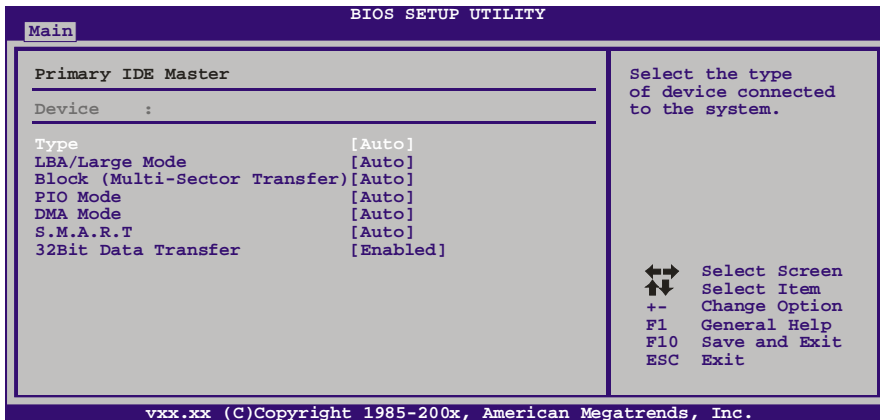 BIOS SETUP UTILITY
Main
Primary IDE Master
Device :
Type [Auto]
LBA/Large Mode [Auto]
Block (Multi-Sector Transfer)[Auto]
PIO Mode [Auto]
DMA Mode [Auto]
S.M.A.R.T [Auto]
32Bit Data Transfer [Enabled]
Select the type
of device connected
to the system.
Select Screen
Select Item
+- Change Option
F1 General Help
F10 Save and Exit
ESC Exit
vxx.xx (C)Copyright 1985-200x, American Megatrends, Inc.